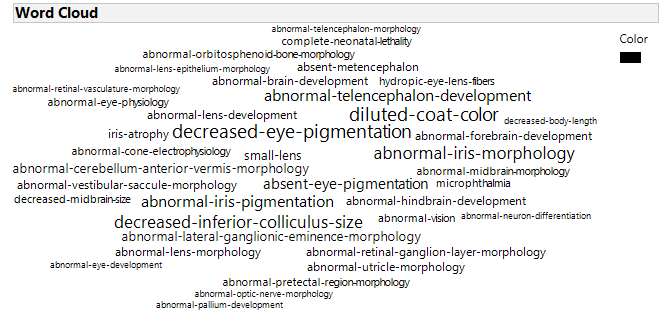 Word Cloud
abnormal-telencephalon-morphology
Color
complete-neonatal-lethality
abnormal-orbitosphenoid-bone-morphology
abnormal-lens-epithelium-morphology absent-metencephalon
abnormal-brain-development hydropic-eye-lens-fibers
abnormal-retinal-vasculature-morphology
abnormal-eye-physiology abnormal-telencephalon-development
abnormal-lens-development diluted-coat-color decreased-body-length
iris-atrophy decreased-eye-pigmentation abnormal-forebrain-development
abnormal-cone-electrophysiology small-lens abnormal-iris-morphology
abnormal-cerebellum-anterior-vermis-morphology abnormal-midbrain-morphology
abnormal-vestibular-saccule-morphology absent-eye-pigmentation microphthalmia
decreased-midbrain-size abnormal-iris-pigmentation abnormal-hindbrain-development
decreased-inferior-colliculus-size abnormal-vision abnormal-neuron-differentiation
abnormal-lateral-ganglionic-eminence-morphology
abnormal-lens-morphology abnormal-retinal-ganglion-layer-morphology
abnormal-eye-development abnormal-utricle-morphology
abnormal-pretectal-region-morphology
abnormal-optic-nerve-morphology
abnormal-pallium-development